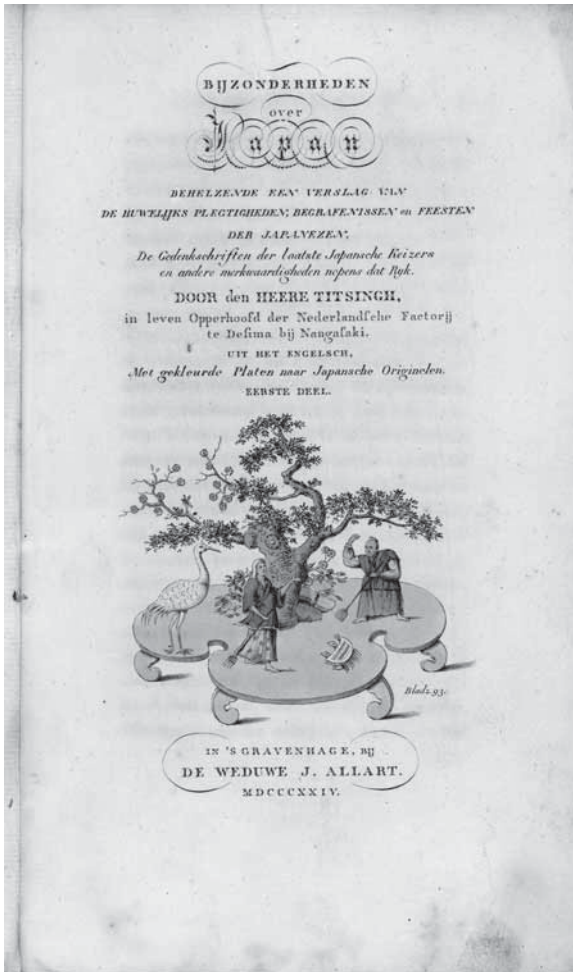 BIJZONDERHEDEN
over
Japan
BEHELZENDE EEN VERSLAG VAN
DE HUWELIJKS PLEGTIGHEDEN, BEGRAFENISSEN en FEESTEN
DER JAPANEZEN,
De Gedenkschriften der laatste Japansche Keizers
en andere merkwaardigheden nopens dat Ryk.
DOOR den HEERE TITSINGH,
in leven Opperhoofd der Nederlandsche Factorij
te Desima bij Nangasaki.
UIT HET ENGELSCH,
Met gekleurde Platen naar Japansche Originelen.
EERSTE DEEL.
Bladz. 93.
IN 'S GRAVENHAGE, BIJ
DE WEDUWE J. ALLART.
MDCCCXXIV.